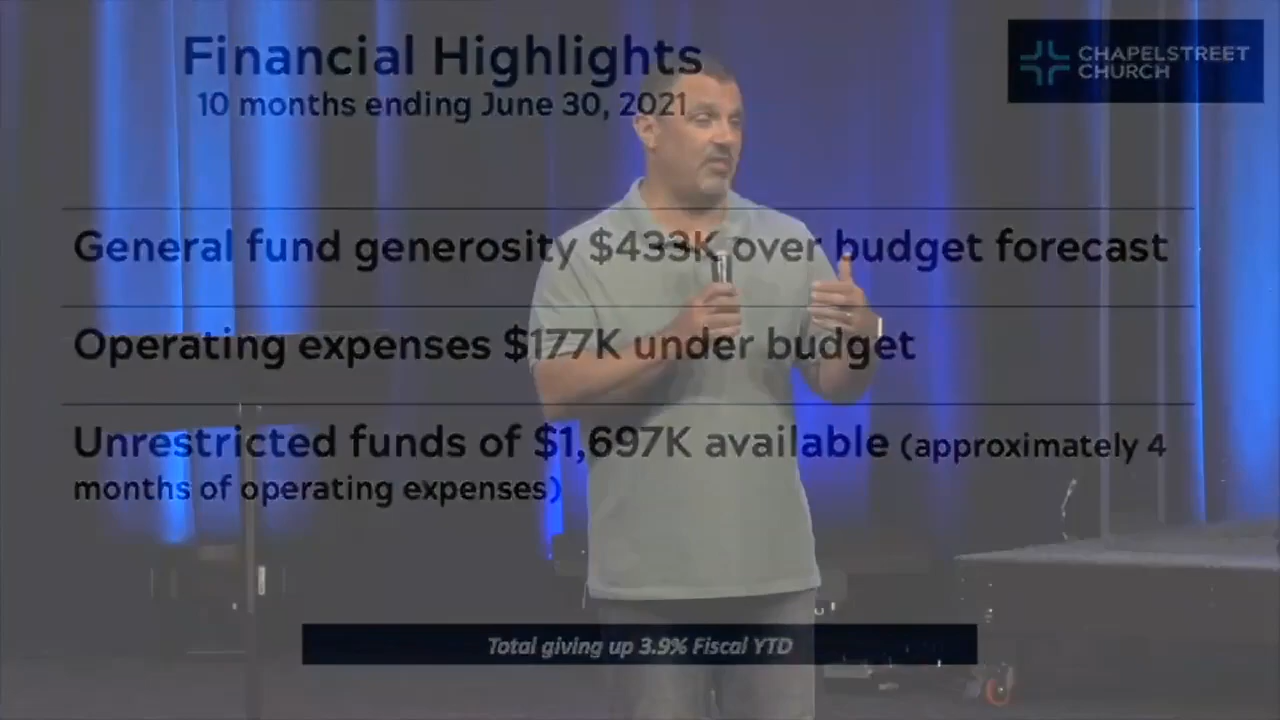 Financial Highlights
10 months ending June 30, 2021
CHAPELSTREET
CHURCH
General fund generosity $433K over budget forecast
Operating expenses $177K under budget
Unrestricted funds of $1,697K available (approximately 4
months of operating expenses)
Total giving up 3.9% Fiscal YTD